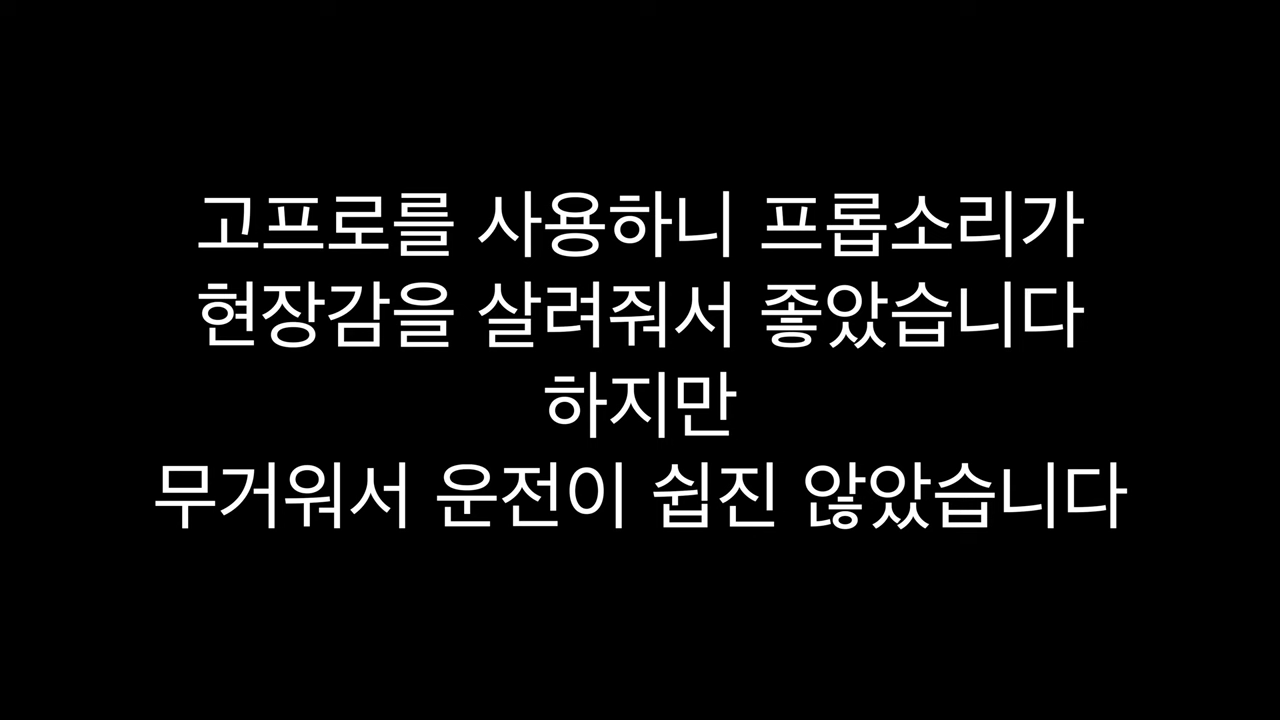 고프로를 사용하니 프롭소리가
현장감을 살려줘서 좋았습니다
하지만
무거워서 운전이 쉽진 않았습니다